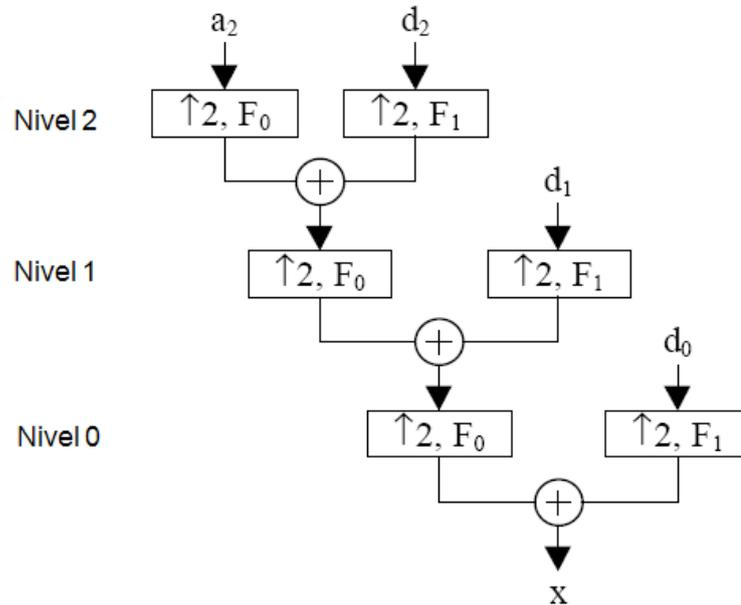 a₂ d₂
Nivel 2 ↑2, F₀ ↑2, F₁
+
d₁
Nivel 1 ↑2, F₀ ↑2, F₁
+
d₀
Nivel 0 ↑2, F₀ ↑2, F₁
+
x